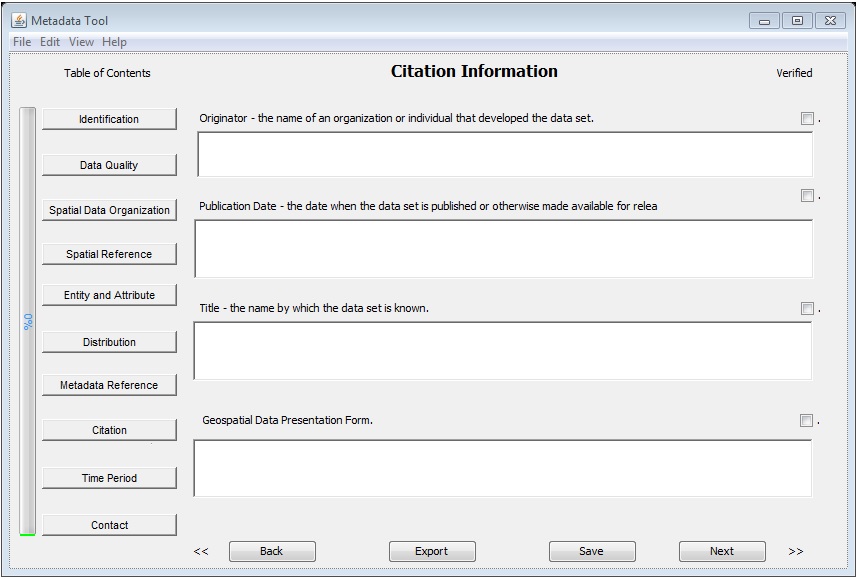 Metadata Tool
File Edit View Help
Table of Contents
Citation Information
Verified
Identification
Originator - the name of an organization or individual that developed the data set.
.
Data Quality
Publication Date - the date when the data set is published or otherwise made available for relea
.
Spatial Data Organization
Spatial Reference
Entity and Attribute
Title - the name by which the data set is known.
.
0%
Distribution
Metadata Reference
Geospatial Data Presentation Form.
.
Citation
Time Period
Contact
<< Back Export Save Next >>